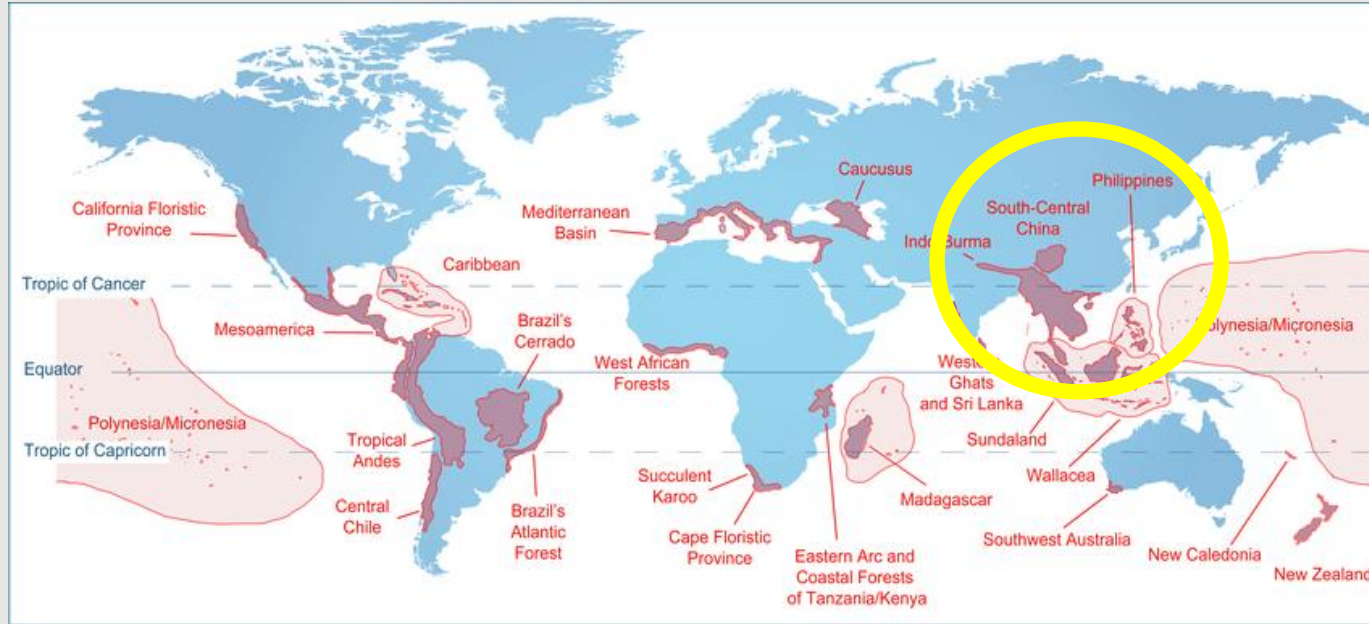 California Floristic
Province
Tropic of Cancer
Caribbean
Mesoamerica
Equator
Polynesia/Micronesia
Tropic of Capricorn
Tropical
Andes
Central
Chile
Brazil's
Cerrado
Brazil's
Atlantic
Forest
Mediterranean
Basin
Caucusus
West African
Forests
Succulent
Karoo
Cape Floristic
Province
Eastern Arc and
Coastal Forests
of Tanzania/Kenya
Madagascar
Indo-Burma
South-Central
China
Philippines
Western
Ghats
and Sri Lanka
Sundaland
Wallacea
Polynesia/Micronesia
Southwest Australia
New Caledonia
New Zealand